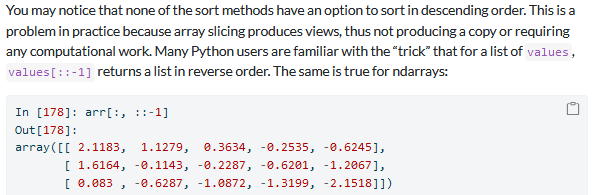 You may notice that none of the sort methods have an option to sort in descending order. This is a
problem in practice because array slicing produces views, thus not producing a copy or requiring
any computational work. Many Python users are familiar with the “trick” that for a list of values,
values[::-1] returns a list in reverse order. The same is true for ndarrays:
In [178]: arr[:, ::-1]
Out[178]:
array([[ 2.1183,  1.1279,  0.3634, -0.2535, -0.6245],
       [ 1.6164, -0.1143, -0.2287, -0.6201, -1.2067],
       [ 0.083 , -0.6287, -1.0872, -1.3199, -2.1518]])